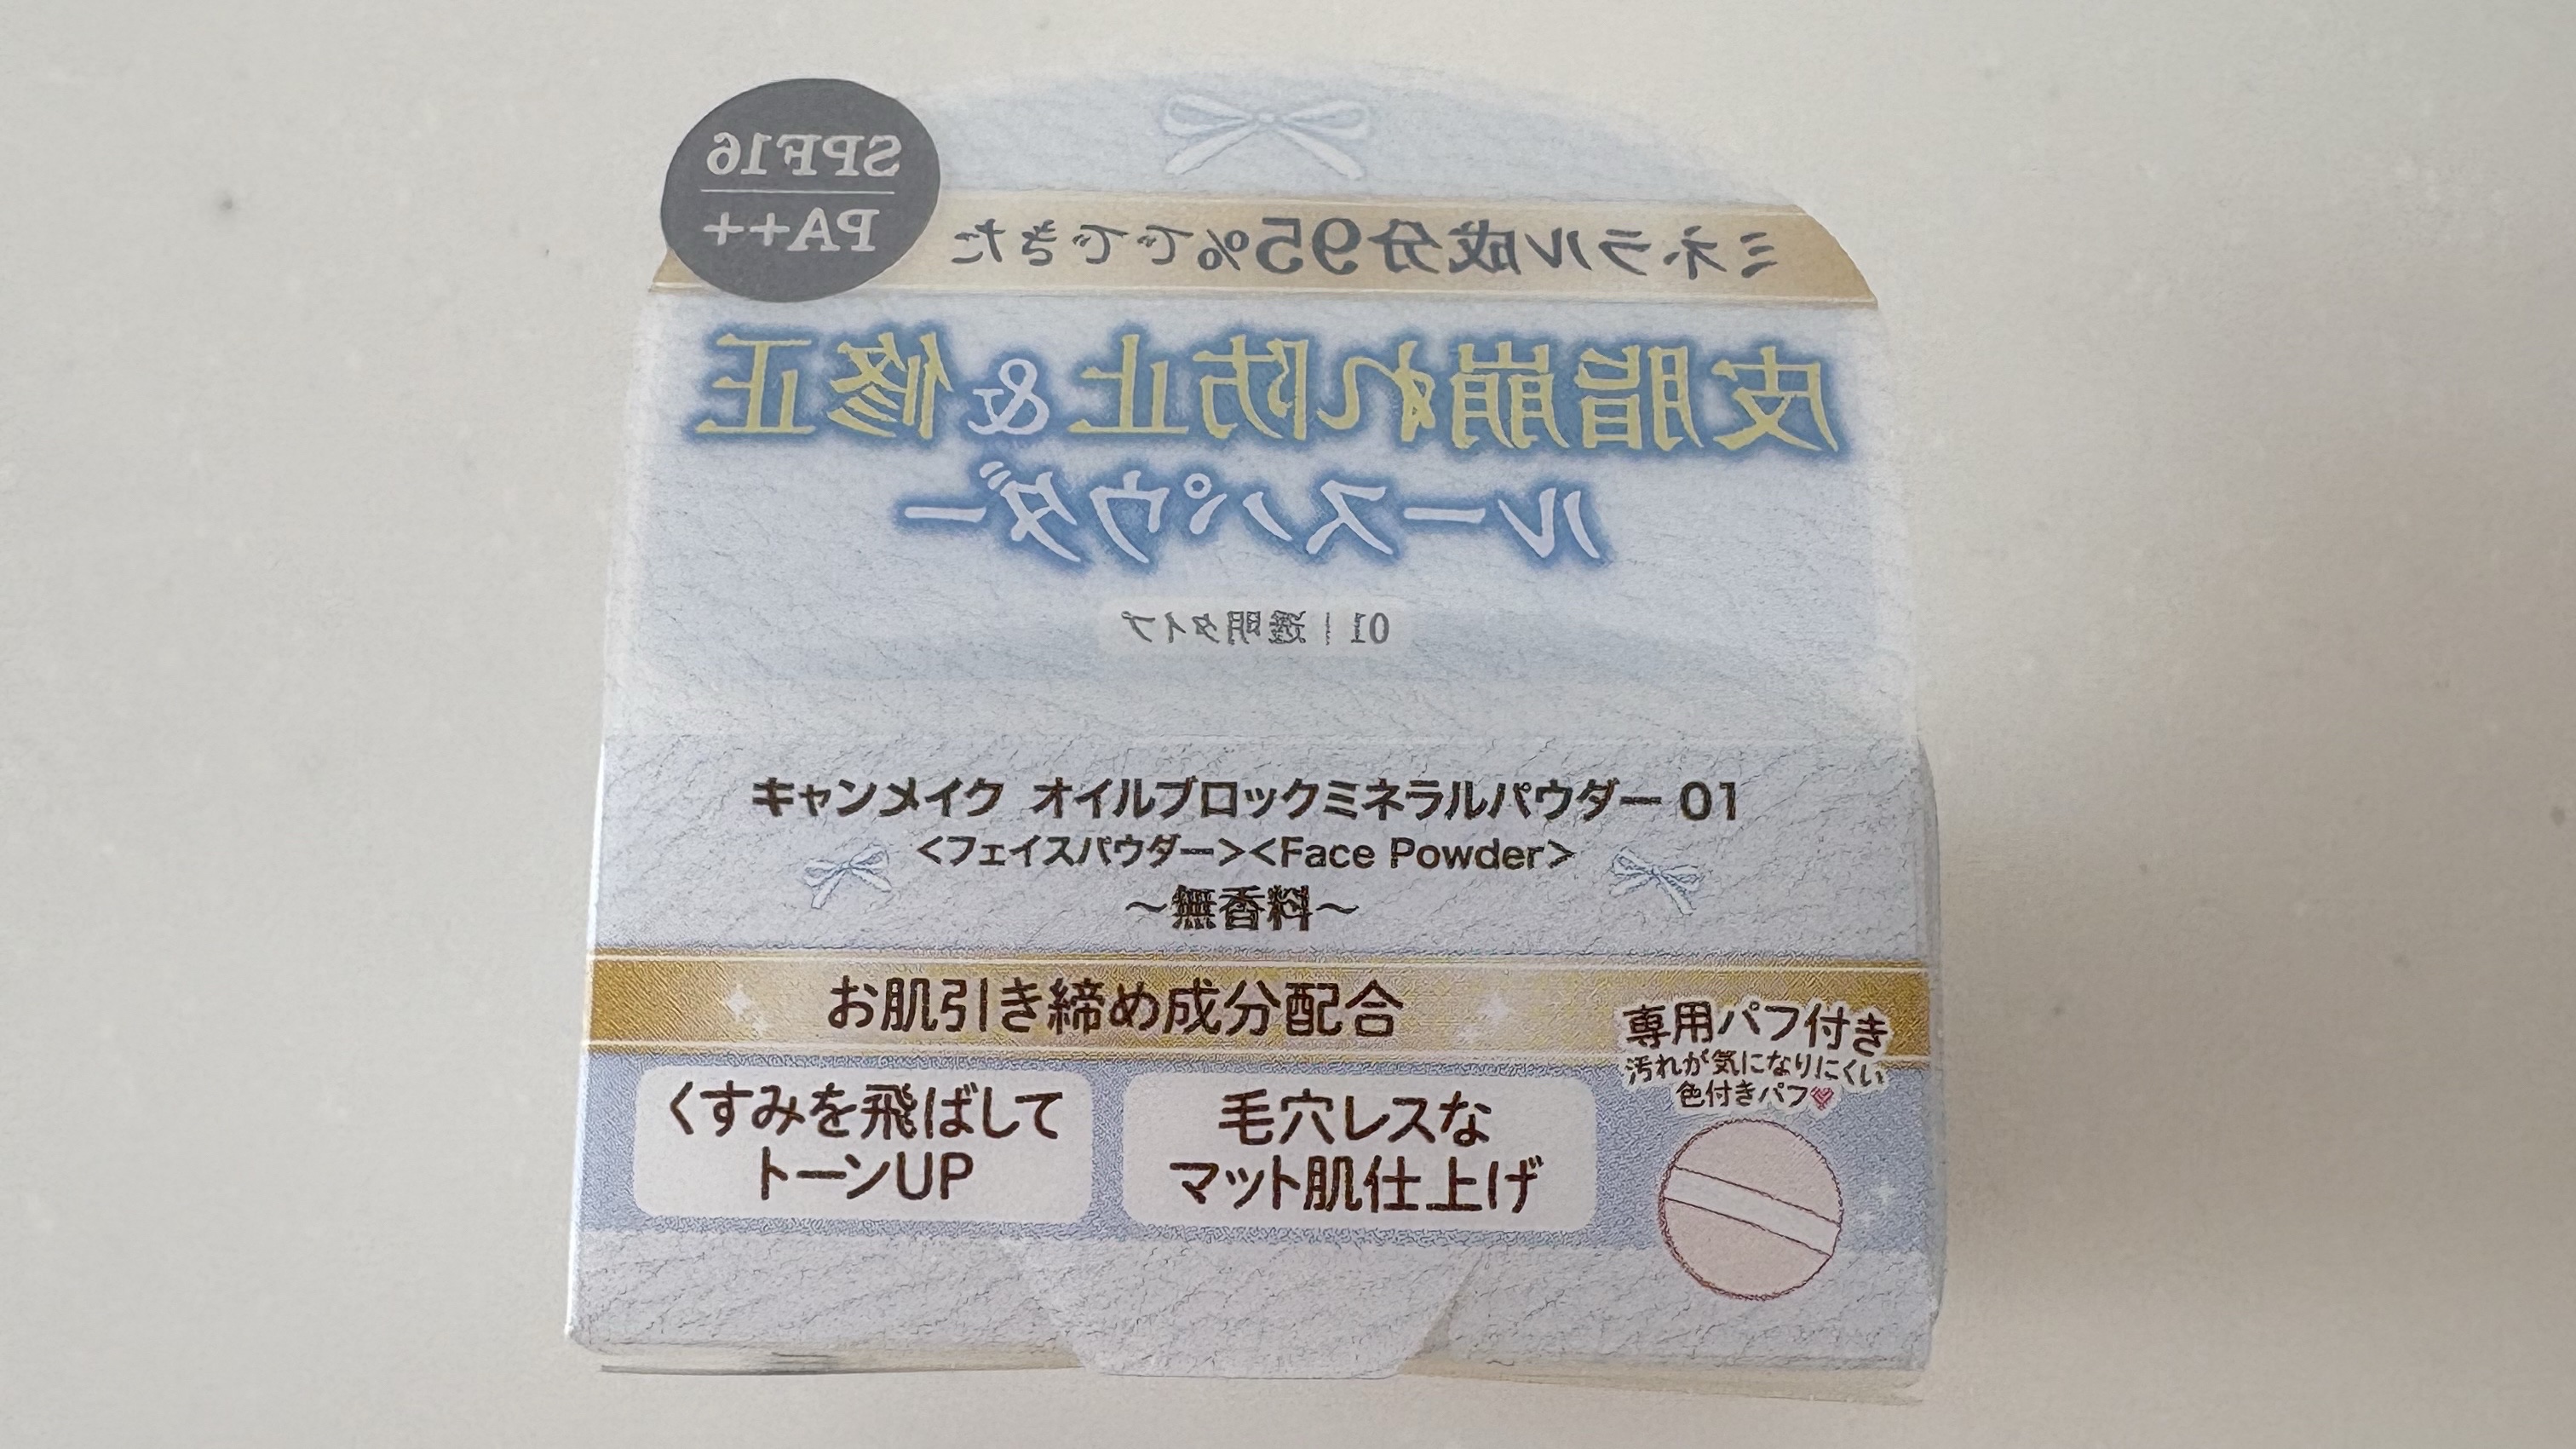 SPF16
PA++
ミネラル成分95%でできた
皮脂崩れ防止&修正
ルースパウダー
01|透明タイプ
キャンメイク オイルブロックミネラルパウダー 01
<フェイスパウダー><Face Powder>
～無香料～
お肌引き締め成分配合
専用パフ付き
汚れが気になりにくい
色付きパフ
くすみを飛ばして
トーンUP
毛穴レスな
マット肌仕上げ